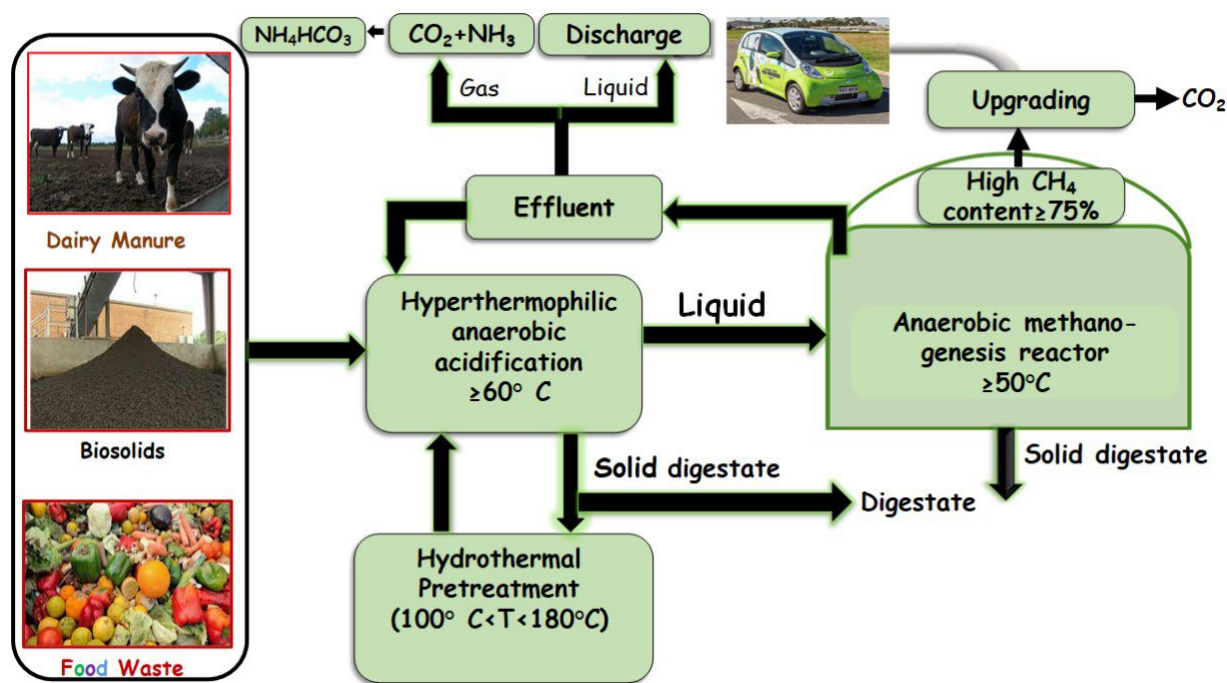 NH₄HCO₃
CO₂+NH₃
Discharge
Gas
Liquid
Upgrading
CO₂
High CH₄
content≥75%
Effluent
Dairy Manure
Hyperthermophilic
anaerobic
acidification
≥60° C
Liquid
Anaerobic methano-
genesis reactor
≥50°C
Biosolids
Solid digestate
Solid digestate
Digestate
Hydrothermal
Pretreatment
(100° C<T<180°C)
Food Waste